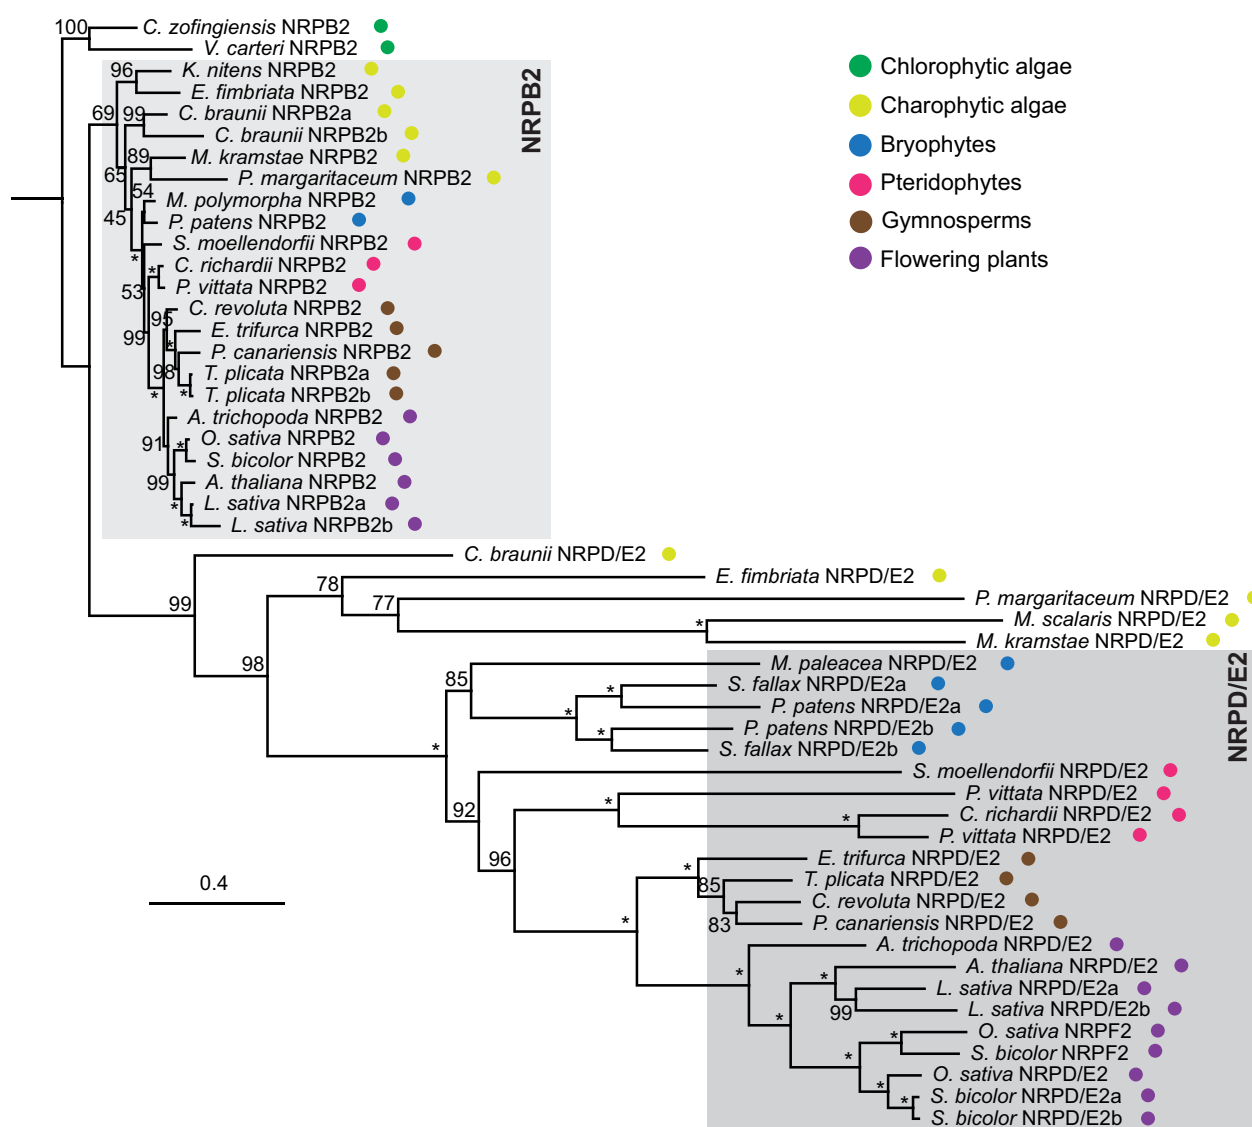 100
C. zofingiensis NRPB2
V. carteri NRPB2
96
K. nitens NRPB2
E. fimbriata NRPB2
69
99
C. braunii NRPB2a
C. braunii NRPB2b
65
89
M. kramstae NRPB2
P. margaritaceum NRPB2
45
54
M. polymorpha NRPB2
P. patens NRPB2
*
S. moellendorfii NRPB2
53
*
C. richardii NRPB2
P. vittata NRPB2
99
95
C. revoluta NRPB2
*
E. trifurca NRPB2
98
P. canariensis NRPB2
*
T. plicata NRPB2a
T. plicata NRPB2b
*
A. trichopoda NRPB2
91
*
O. sativa NRPB2
S. bicolor NRPB2
99
A. thaliana NRPB2
*
L. sativa NRPB2a
*
L. sativa NRPB2b
NRPB2
Chlorophytic algae
Charophytic algae
Bryophytes
Pteridophytes
Gymnosperms
Flowering plants
99
C. braunii NRPD/E2
98
78
E. fimbriata NRPD/E2
77
P. margaritaceum NRPD/E2
*
M. scalaris NRPD/E2
M. kramstae NRPD/E2
NRPD/E2
*
85
M. paleacea NRPD/E2
*
*
S. fallax NRPD/E2a
P. patens NRPD/E2a
*
P. patens NRPD/E2b
S. fallax NRPD/E2b
92
S. moellendorfii NRPD/E2
96
*
P. vittata NRPD/E2
*
C. richardii NRPD/E2
P. vittata NRPD/E2
*
*
E. trifurca NRPD/E2
85
T. plicata NRPD/E2
83
C. revoluta NRPD/E2
P. canariensis NRPD/E2
*
A. trichopoda NRPD/E2
*
*
A. thaliana NRPD/E2
99
L. sativa NRPD/E2a
L. sativa NRPD/E2b
*
*
O. sativa NRPF2
S. bicolor NRPF2
*
O. sativa NRPD/E2
*
S. bicolor NRPD/E2a
S. bicolor NRPD/E2b
0.4